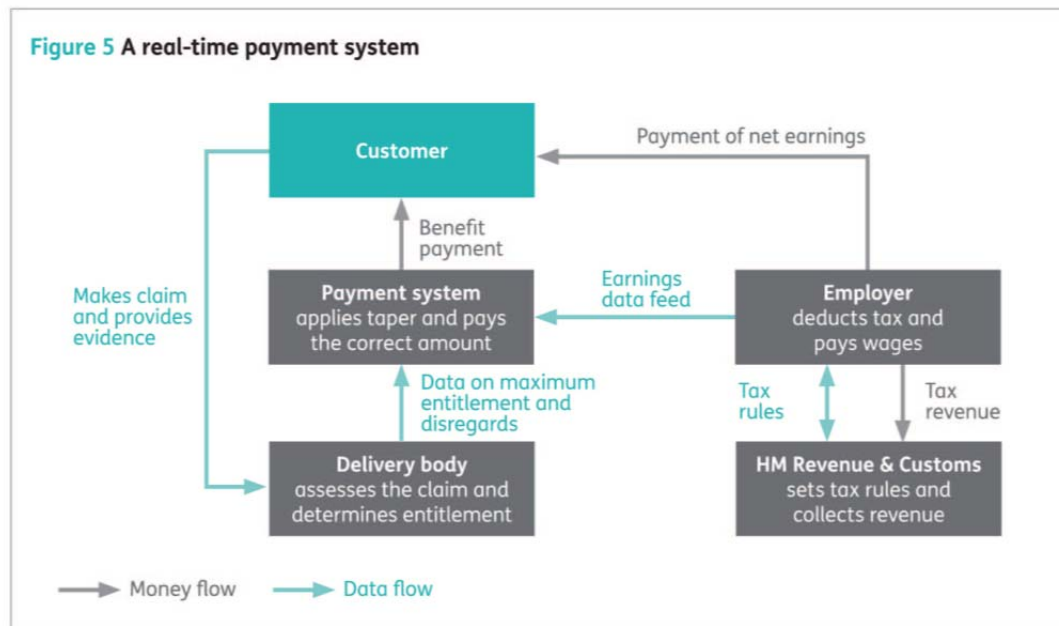 Figure 5 A real-time payment system
Customer
Payment of net earnings
Benefit
payment
Makes claim
and provides
evidence
Payment system
applies taper and pays
the correct amount
Earnings
data feed
Employer
deducts tax and
pays wages
Data on maximum
entitlement and
disregards
Tax
rules
Tax
revenue
Delivery body
assesses the claim and
determines entitlement
HM Revenue & Customs
sets tax rules and
collects revenue
Money flow
Data flow